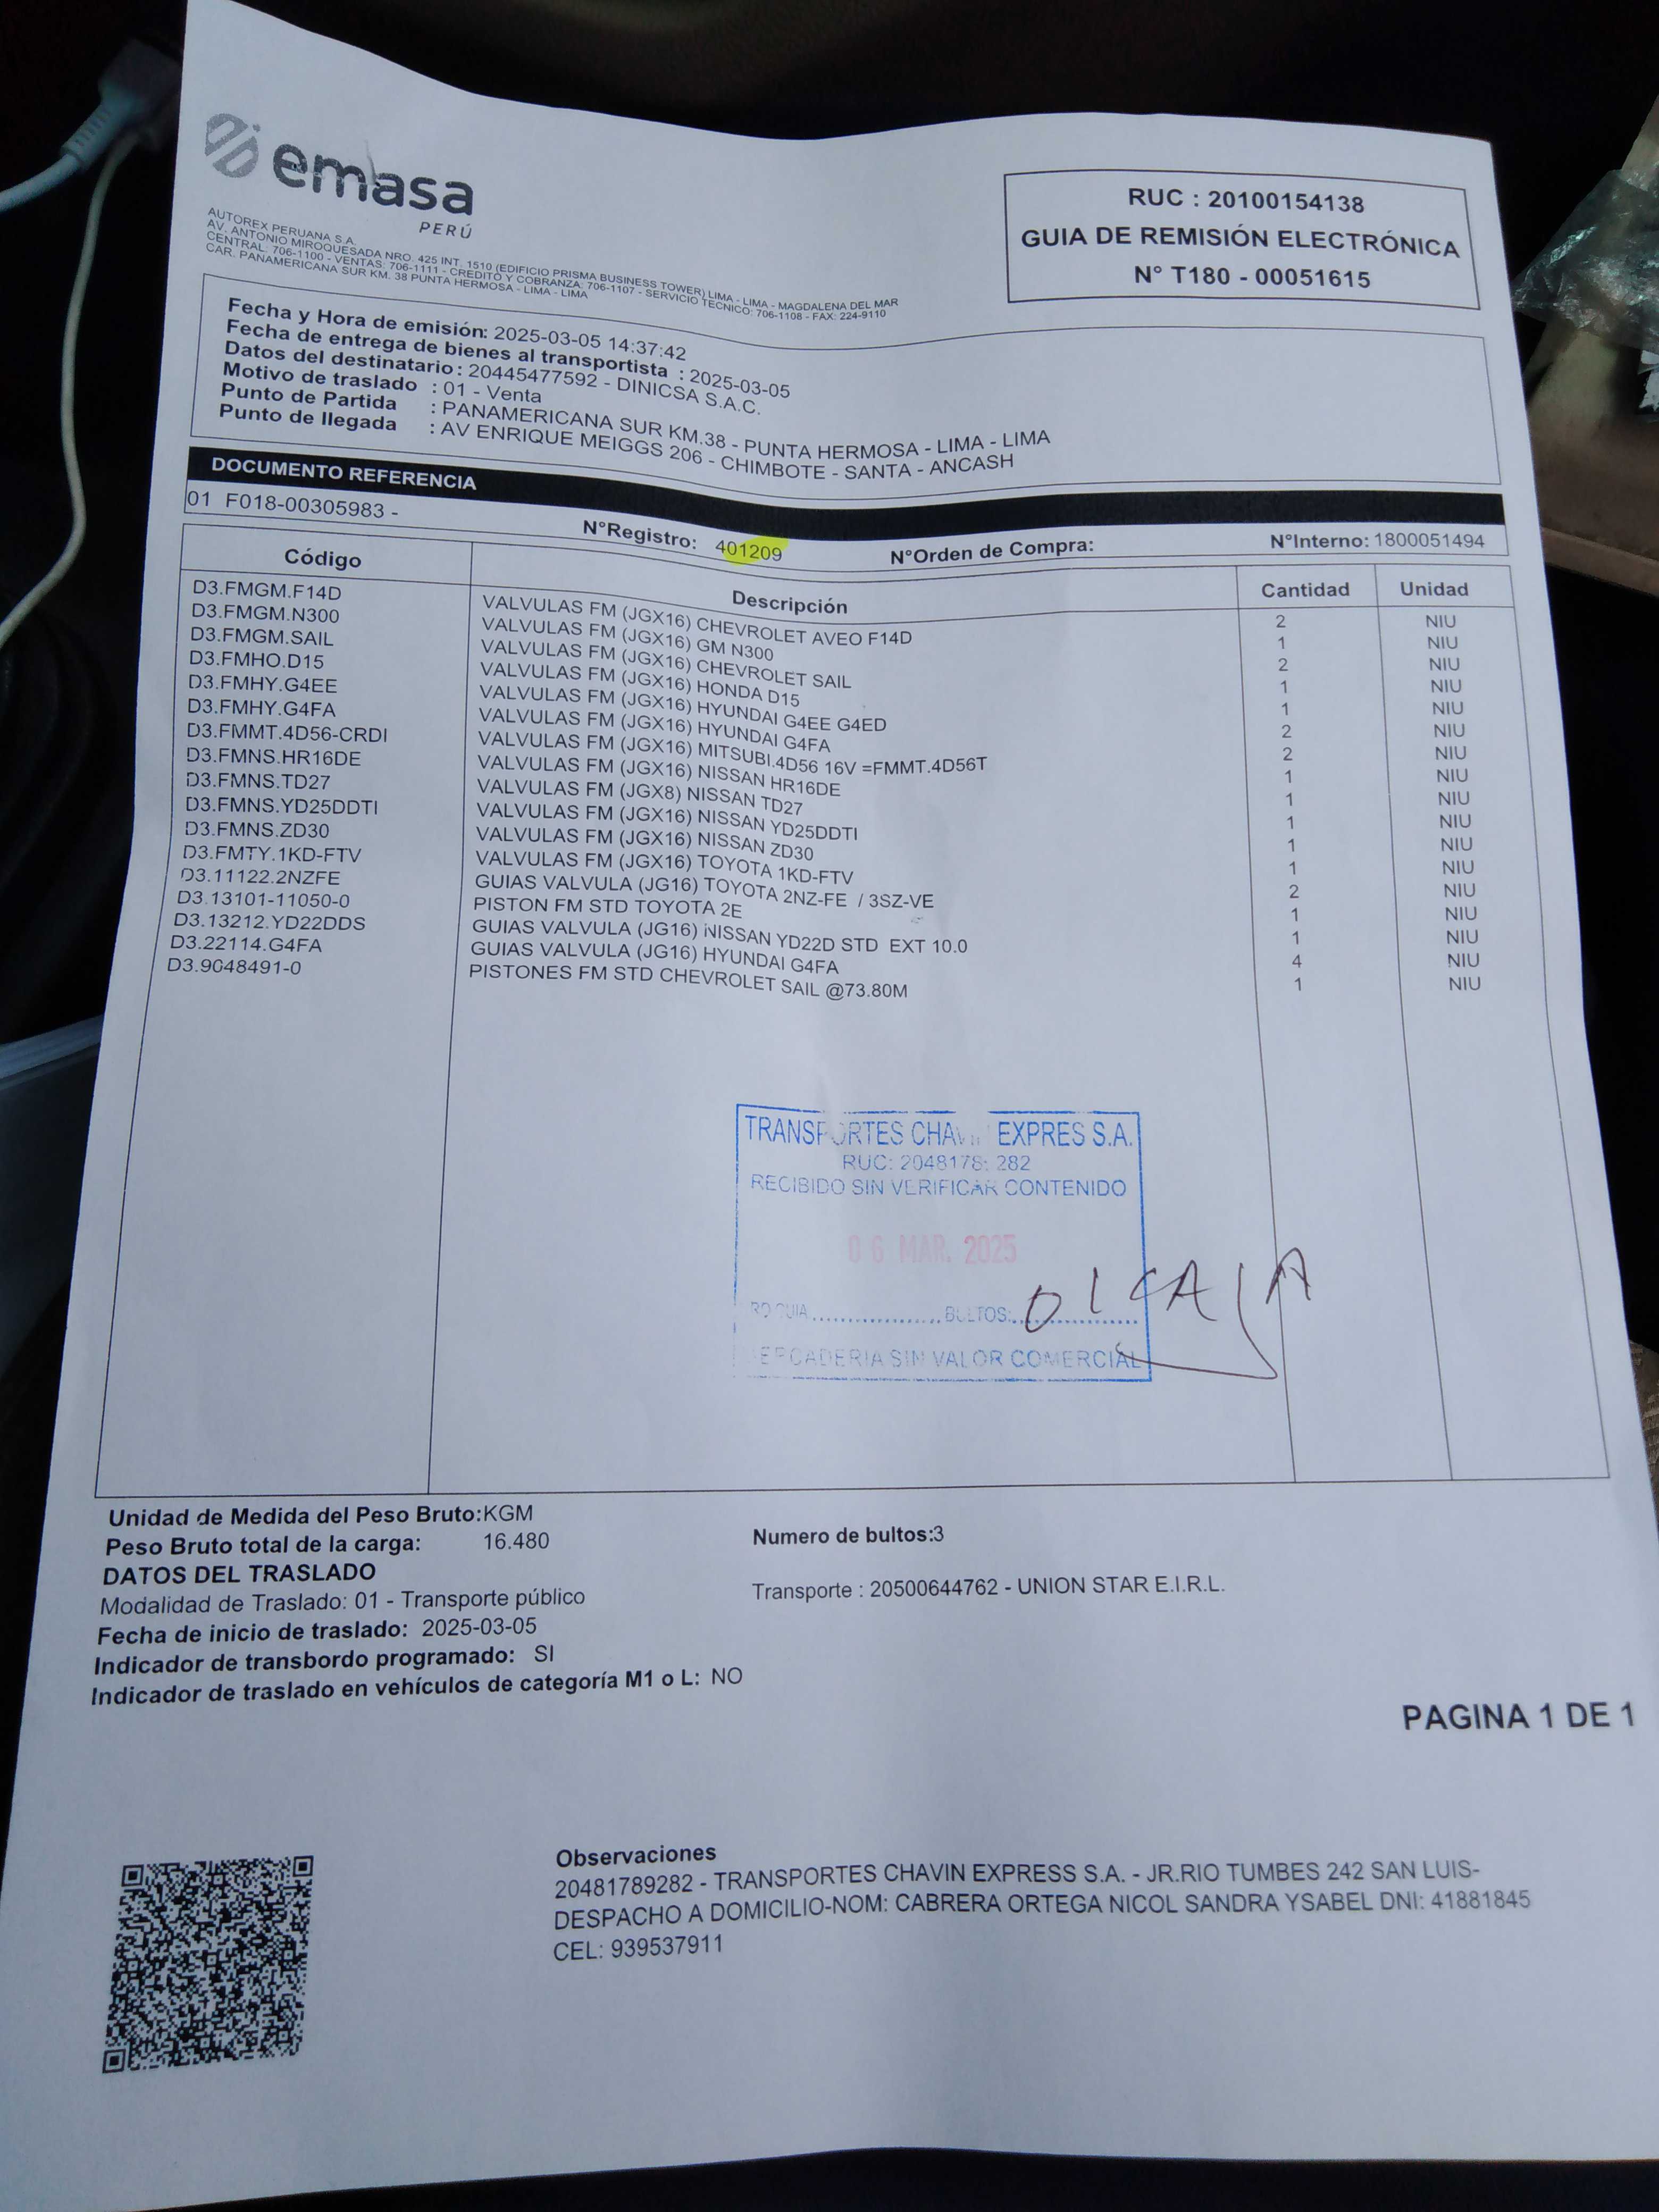 emasa
PERÚ
AUTOREX PERUANA S.A.
AV. ANTONIO MIROQUESADA NRO. 425 INT. 1510 (EDIFICIO PRISMA BUSINESS TOWER) LIMA - LIMA - MAGDALENA DEL MAR
CENTRAL: 706-1100 - VENTAS: 706-1111 - CREDITO Y COBRANZA: 706-1107 - SERVICIO TECNICO: 706-1108 - FAX: 224-9110
CAR. PANAMERICANA SUR KM. 38 PUNTA HERMOSA - LIMA - LIMA
RUC : 20100154138
GUIA DE REMISIÓN ELECTRÓNICA
N° T180 - 00051615
Fecha y Hora de emisión: 2025-03-05 14:37:42
Fecha de entrega de bienes al transportista : 2025-03-05
Datos del destinatario : 20445477592 - DINICSA S.A.C.
Motivo de traslado : 01 - Venta
Punto de Partida : PANAMERICANA SUR KM.38 - PUNTA HERMOSA - LIMA - LIMA
Punto de llegada : AV ENRIQUE MEIGGS 206 - CHIMBOTE - SANTA - ANCASH
DOCUMENTO REFERENCIA
01 F018-00305983 - N°Registro: 401209 N°Orden de Compra: N°Interno: 1800051494
Código Descripción Cantidad Unidad
D3.FMGM.F14D VALVULAS FM (JGX16) CHEVROLET AVEO F14D 2 NIU
D3.FMGM.N300 VALVULAS FM (JGX16) GM N300 1 NIU
D3.FMGM.SAIL VALVULAS FM (JGX16) CHEVROLET SAIL 2 NIU
D3.FMHO.D15 VALVULAS FM (JGX16) HONDA D15 1 NIU
D3.FMHY.G4EE VALVULAS FM (JGX16) HYUNDAI G4EE G4ED 1 NIU
D3.FMHY.G4FA VALVULAS FM (JGX16) HYUNDAI G4FA 2 NIU
D3.FMMT.4D56-CRDI VALVULAS FM (JGX16) MITSUBI.4D56 16V =FMMT.4D56T 2 NIU
D3.FMNS.HR16DE VALVULAS FM (JGX16) NISSAN HR16DE 1 NIU
D3.FMNS.TD27 VALVULAS FM (JGX8) NISSAN TD27 1 NIU
D3.FMNS.YD25DDTI VALVULAS FM (JGX16) NISSAN YD25DDTI 1 NIU
D3.FMNS.ZD30 VALVULAS FM (JGX16) NISSAN ZD30 1 NIU
D3.FMTY.1KD-FTV VALVULAS FM (JGX16) TOYOTA 1KD-FTV 1 NIU
D3.11122.2NZFE GUIAS VALVULA (JG16) TOYOTA 2NZ-FE / 3SZ-VE 2 NIU
D3.13101-11050-0 PISTON FM STD TOYOTA 2E 1 NIU
D3.13212.YD22DDS GUIAS VALVULA (JG16) NISSAN YD22D STD EXT 10.0 1 NIU
D3.22114.G4FA GUIAS VALVULA (JG16) HYUNDAI G4FA 4 NIU
D3.9048491-0 PISTONES FM STD CHEVROLET SAIL @73.80M 1 NIU
TRANSPORTES CHAVIN EXPRES S.A.
RUC: 2048178 282
RECIBIDO SIN VERIFICAR CONTENIDO
06 MAR. 2025
RO GUIA.................. BULTOS: 01 CAJA
MERCADERIA SIN VALOR COMERCIAL
Unidad de Medida del Peso Bruto:KGM
Peso Bruto total de la carga: 16.480 Numero de bultos:3
DATOS DEL TRASLADO
Modalidad de Traslado: 01 - Transporte público Transporte : 20500644762 - UNION STAR E.I.R.L.
Fecha de inicio de traslado: 2025-03-05
Indicador de transbordo programado: SI
Indicador de traslado en vehículos de categoría M1 o L: NO
PAGINA 1 DE 1
Observaciones
20481789282 - TRANSPORTES CHAVIN EXPRESS S.A. - JR.RIO TUMBES 242 SAN LUIS-
DESPACHO A DOMICILIO-NOM: CABRERA ORTEGA NICOL SANDRA YSABEL DNI: 41881845
CEL: 939537911